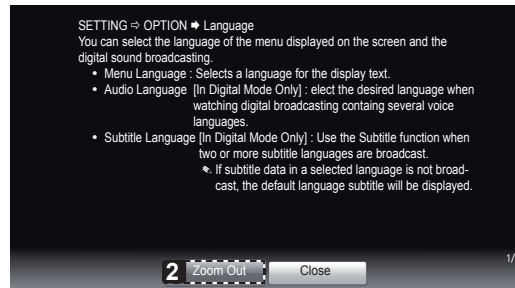 SETTING ⇨ OPTION ➡ Language
You can select the language of the menu displayed on the screen and the
digital sound broadcasting.
• Menu Language : Selects a language for the display text.
• Audio Language [In Digital Mode Only] : elect the desired language when
watching digital broadcasting containg several voice
languages.
• Subtitle Language [In Digital Mode Only] : Use the Subtitle function when
two or more subtitle languages are broadcast.
If subtitle data in a selected language is not broad-
cast, the default language subtitle will be displayed.
1/
2 Zoom Out Close